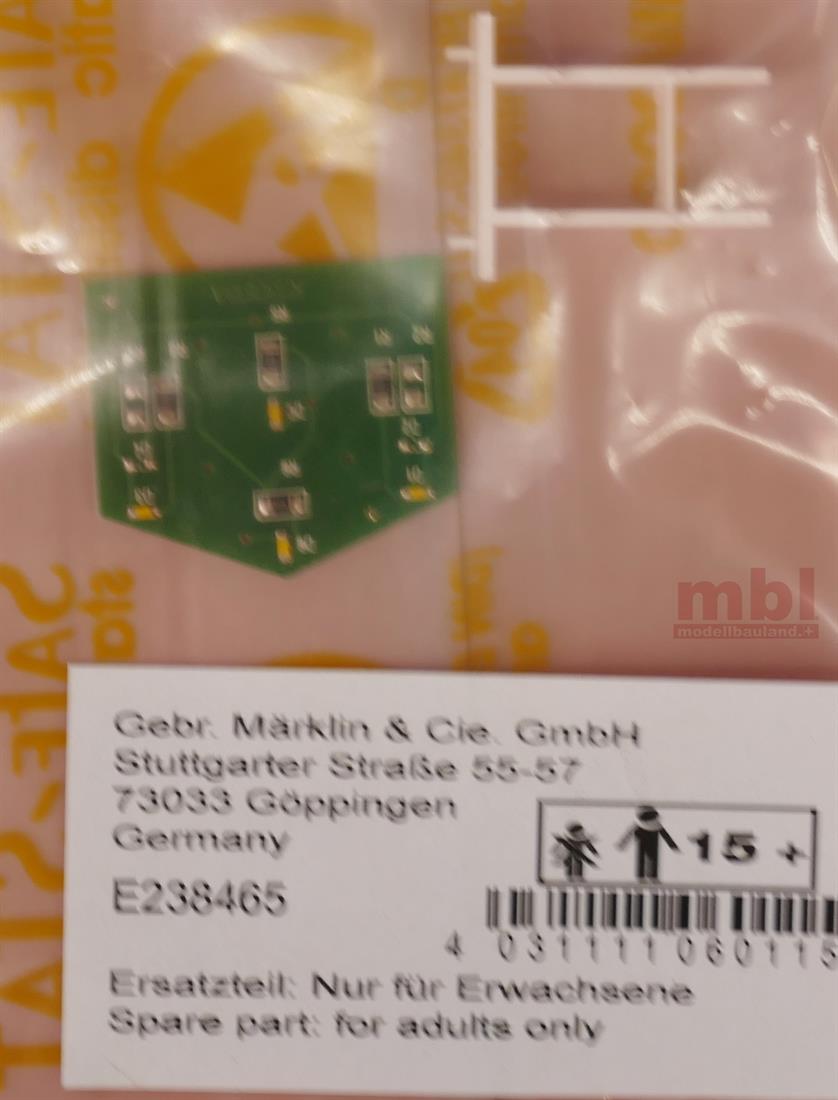 mbl
modellbauland.+
Gebr. Märklin & Cie. GmbH
Stuttgarter Straße 55-57
73033 Göppingen
Germany
15 +
E238465
4 031111 060115
Ersatzteil: Nur für Erwachsene
Spare part: for adults only